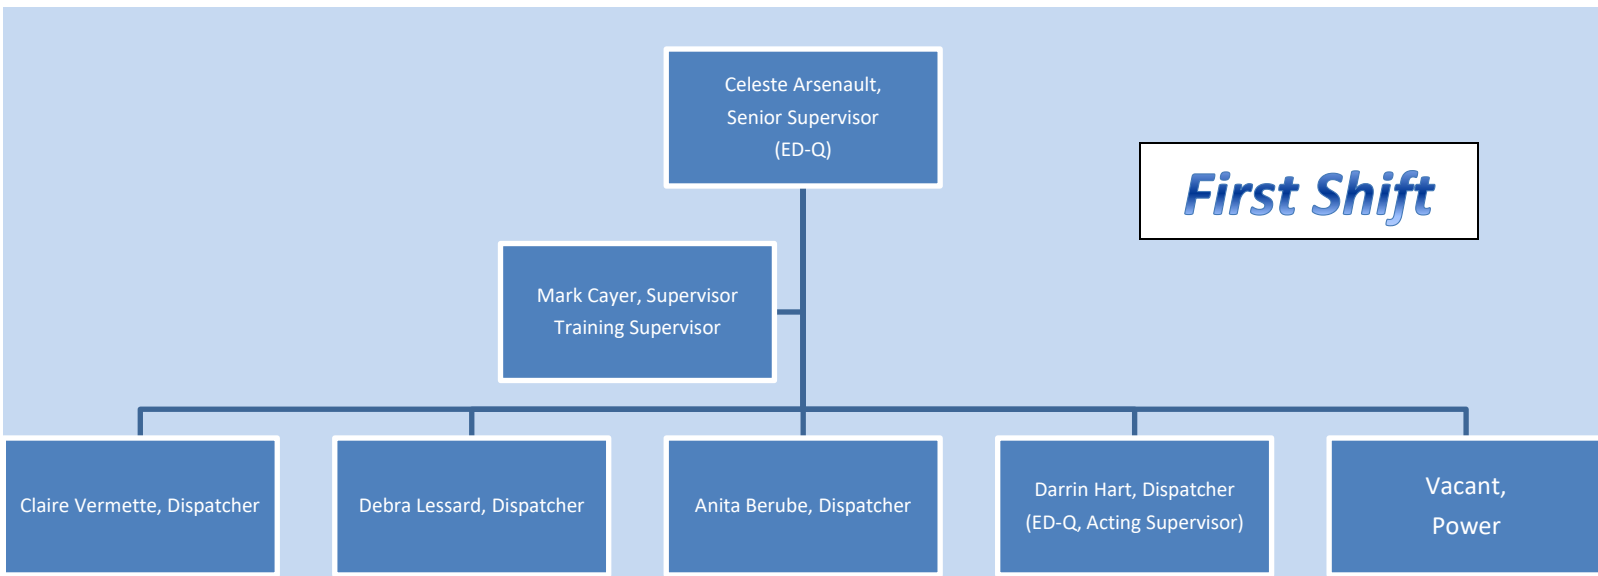 Celeste Arsenault,
Senior Supervisor
(ED-Q)
First Shift
Mark Cayer, Supervisor
Training Supervisor
Claire Vermette, Dispatcher
Debra Lessard, Dispatcher
Anita Berube, Dispatcher
Darrin Hart, Dispatcher
(ED-Q, Acting Supervisor)
Vacant,
Power